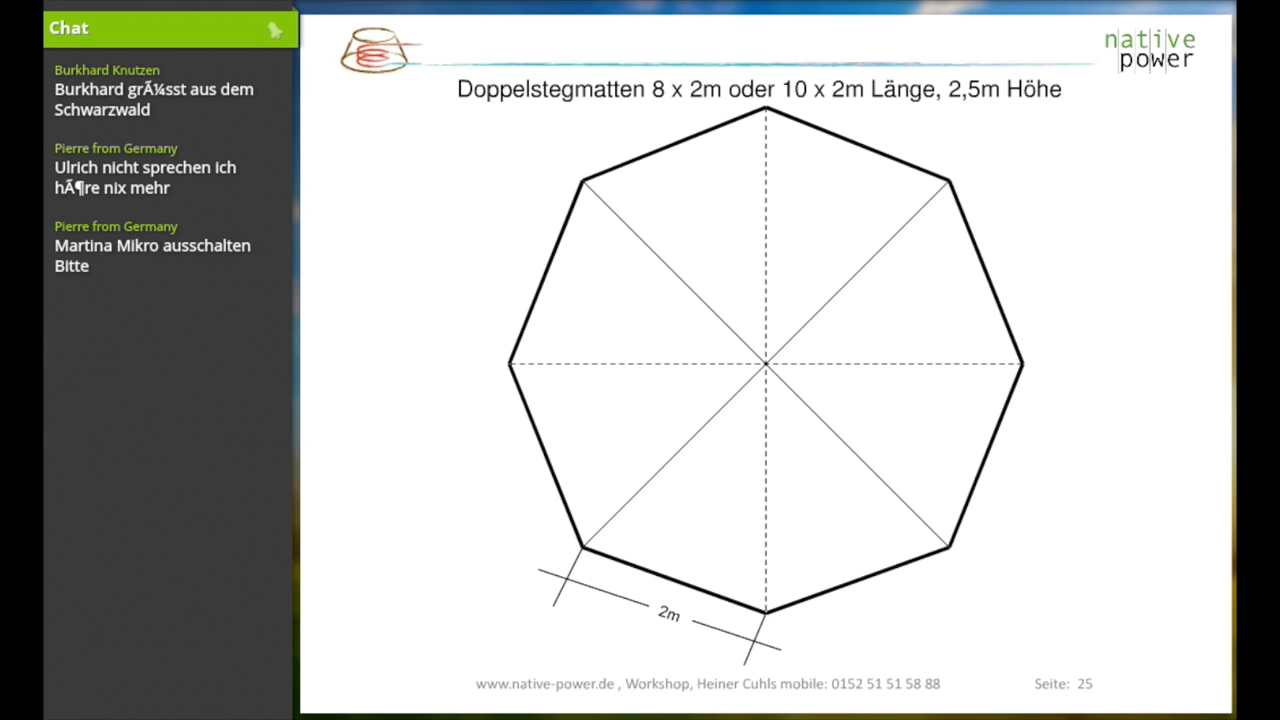 Chat
Burkhard Knutzen
Burkhard grÃ¼sst aus dem
Schwarzwald
Pierre from Germany
Ulrich nicht sprechen ich
hÃ¶re nix mehr
Pierre from Germany
Martina Mikro ausschalten
Bitte
native
power
Doppelstegmatten 8 x 2m oder 10 x 2m Länge, 2,5m Höhe
2m
www.native-power.de , Workshop, Heiner Cuhls mobile: 0152 51 51 58 88
Seite: 25